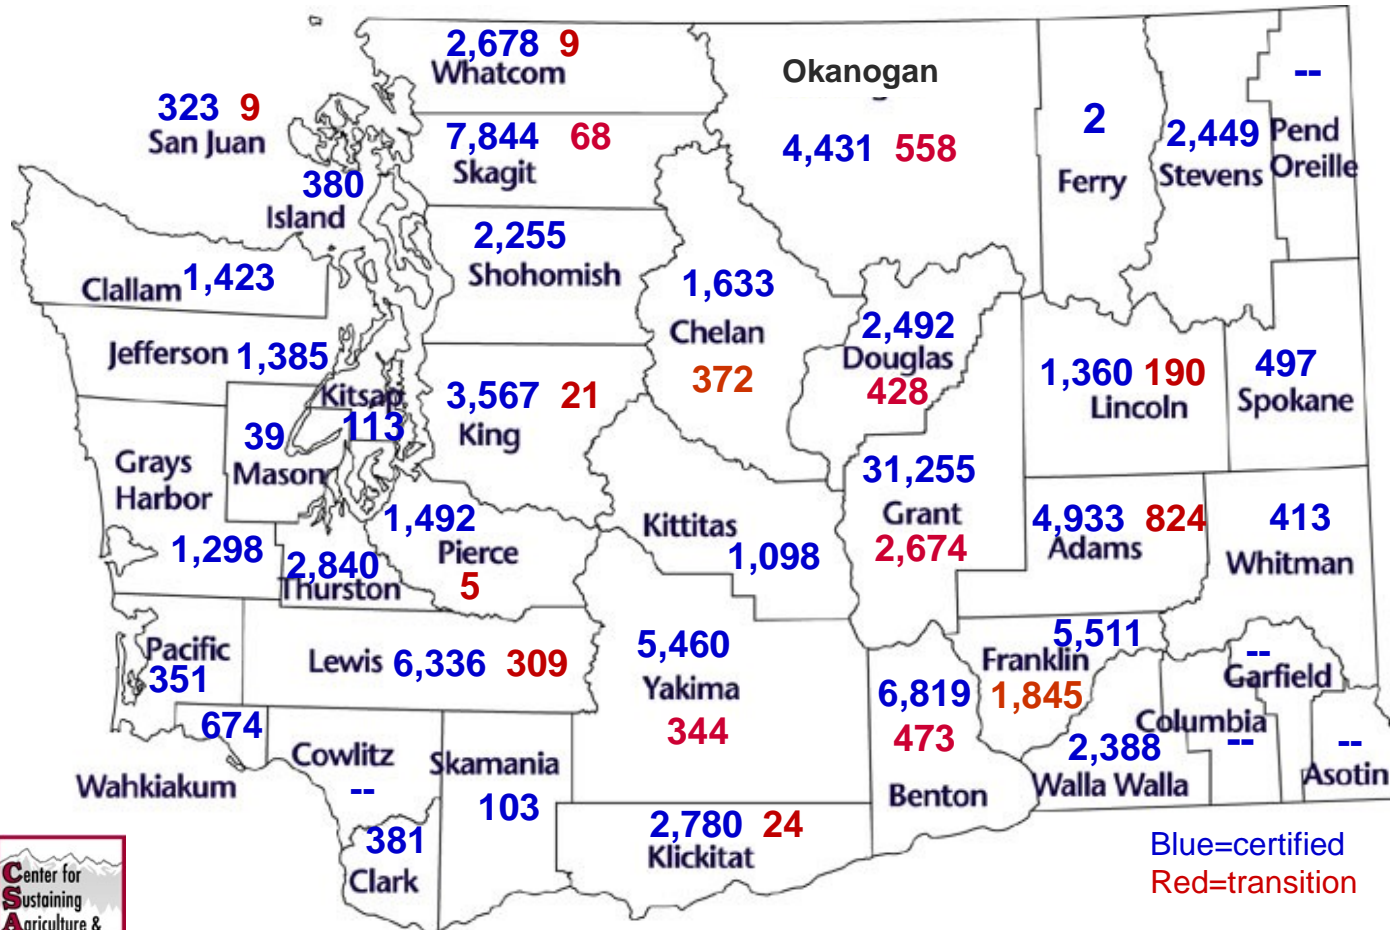 2,678 9
Whatcom
Okanogan
4,431 558
2
Ferry
2,449
Stevens
--
Pend
Oreille
323 9
San Juan
7,844 68
Skagit
380
Island
2,255
Shohomish
Clallam 1,423
1,633
Chelan
372
2,492
Douglas
428
Jefferson 1,385
Kitsap
113
3,567 21
King
1,360 190
Lincoln
497
Spokane
39
Mason
Grays
Harbor
1,298
31,255
Grant
2,674
1,492
Pierce
5
Kittitas
1,098
4,933 824
Adams
413
Whitman
2,840
Thurston
Pacific
351
Lewis 6,336 309
5,460
Yakima
344
5,511
Franklin
1,845
--
Garfield
6,819
473
Benton
674
Wahkiakum
Cowlitz
--
Skamania
103
2,388
Walla Walla
Columbia
--
--
Asotin
381
Clark
2,780 24
Klickitat
Blue=certified
Red=transition
Center for
Sustaining
Agriculture &